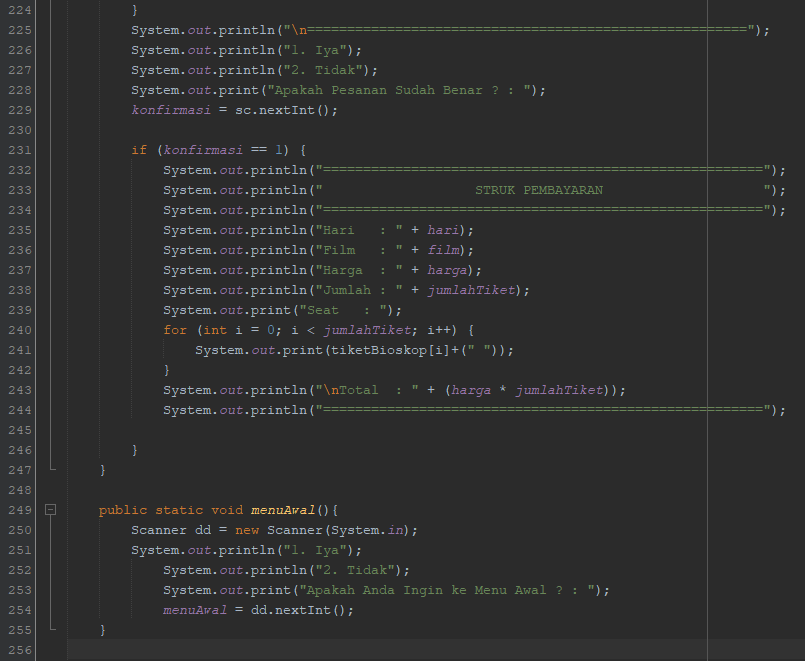 224         }
225         System.out.println("\n=======================================================");
226         System.out.println("1. Iya");
227         System.out.println("2. Tidak");
228         System.out.print("Apakah Pesanan Sudah Benar ? : ");
229         konfirmasi = sc.nextInt();
230
231         if (konfirmasi == 1) {
232             System.out.println("=======================================================");
233             System.out.println("                   STRUK PEMBAYARAN                    ");
234             System.out.println("=======================================================");
235             System.out.println("Hari   : " + hari);
236             System.out.println("Film   : " + film);
237             System.out.println("Harga  : " + harga);
238             System.out.println("Jumlah : " + jumlahTiket);
239             System.out.print("Seat   : ");
240             for (int i = 0; i < jumlahTiket; i++) {
241                 System.out.print(tiketBioskop[i]+(" "));
242             }
243             System.out.println("\nTotal  : " + (harga * jumlahTiket));
244             System.out.println("=======================================================");
245
246         }
247     }
248
249     public static void menuAwal(){
250         Scanner dd = new Scanner(System.in);
251         System.out.println("1. Iya");
252             System.out.println("2. Tidak");
253             System.out.print("Apakah Anda Ingin ke Menu Awal ? : ");
254             menuAwal = dd.nextInt();
255     }
256